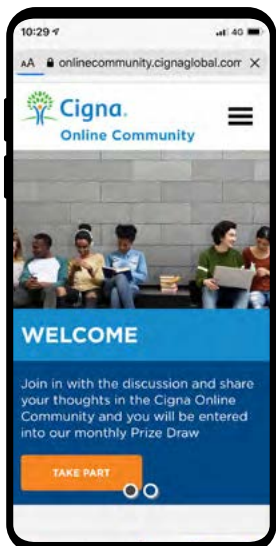 10:29
4G
AA onlinecommunity.cignaglobal.com X
Cigna.
Online Community
WELCOME
Join in with the discussion and share
your thoughts in the Cigna Online
Community and you will be entered
into our monthly Prize Draw
TAKE PART